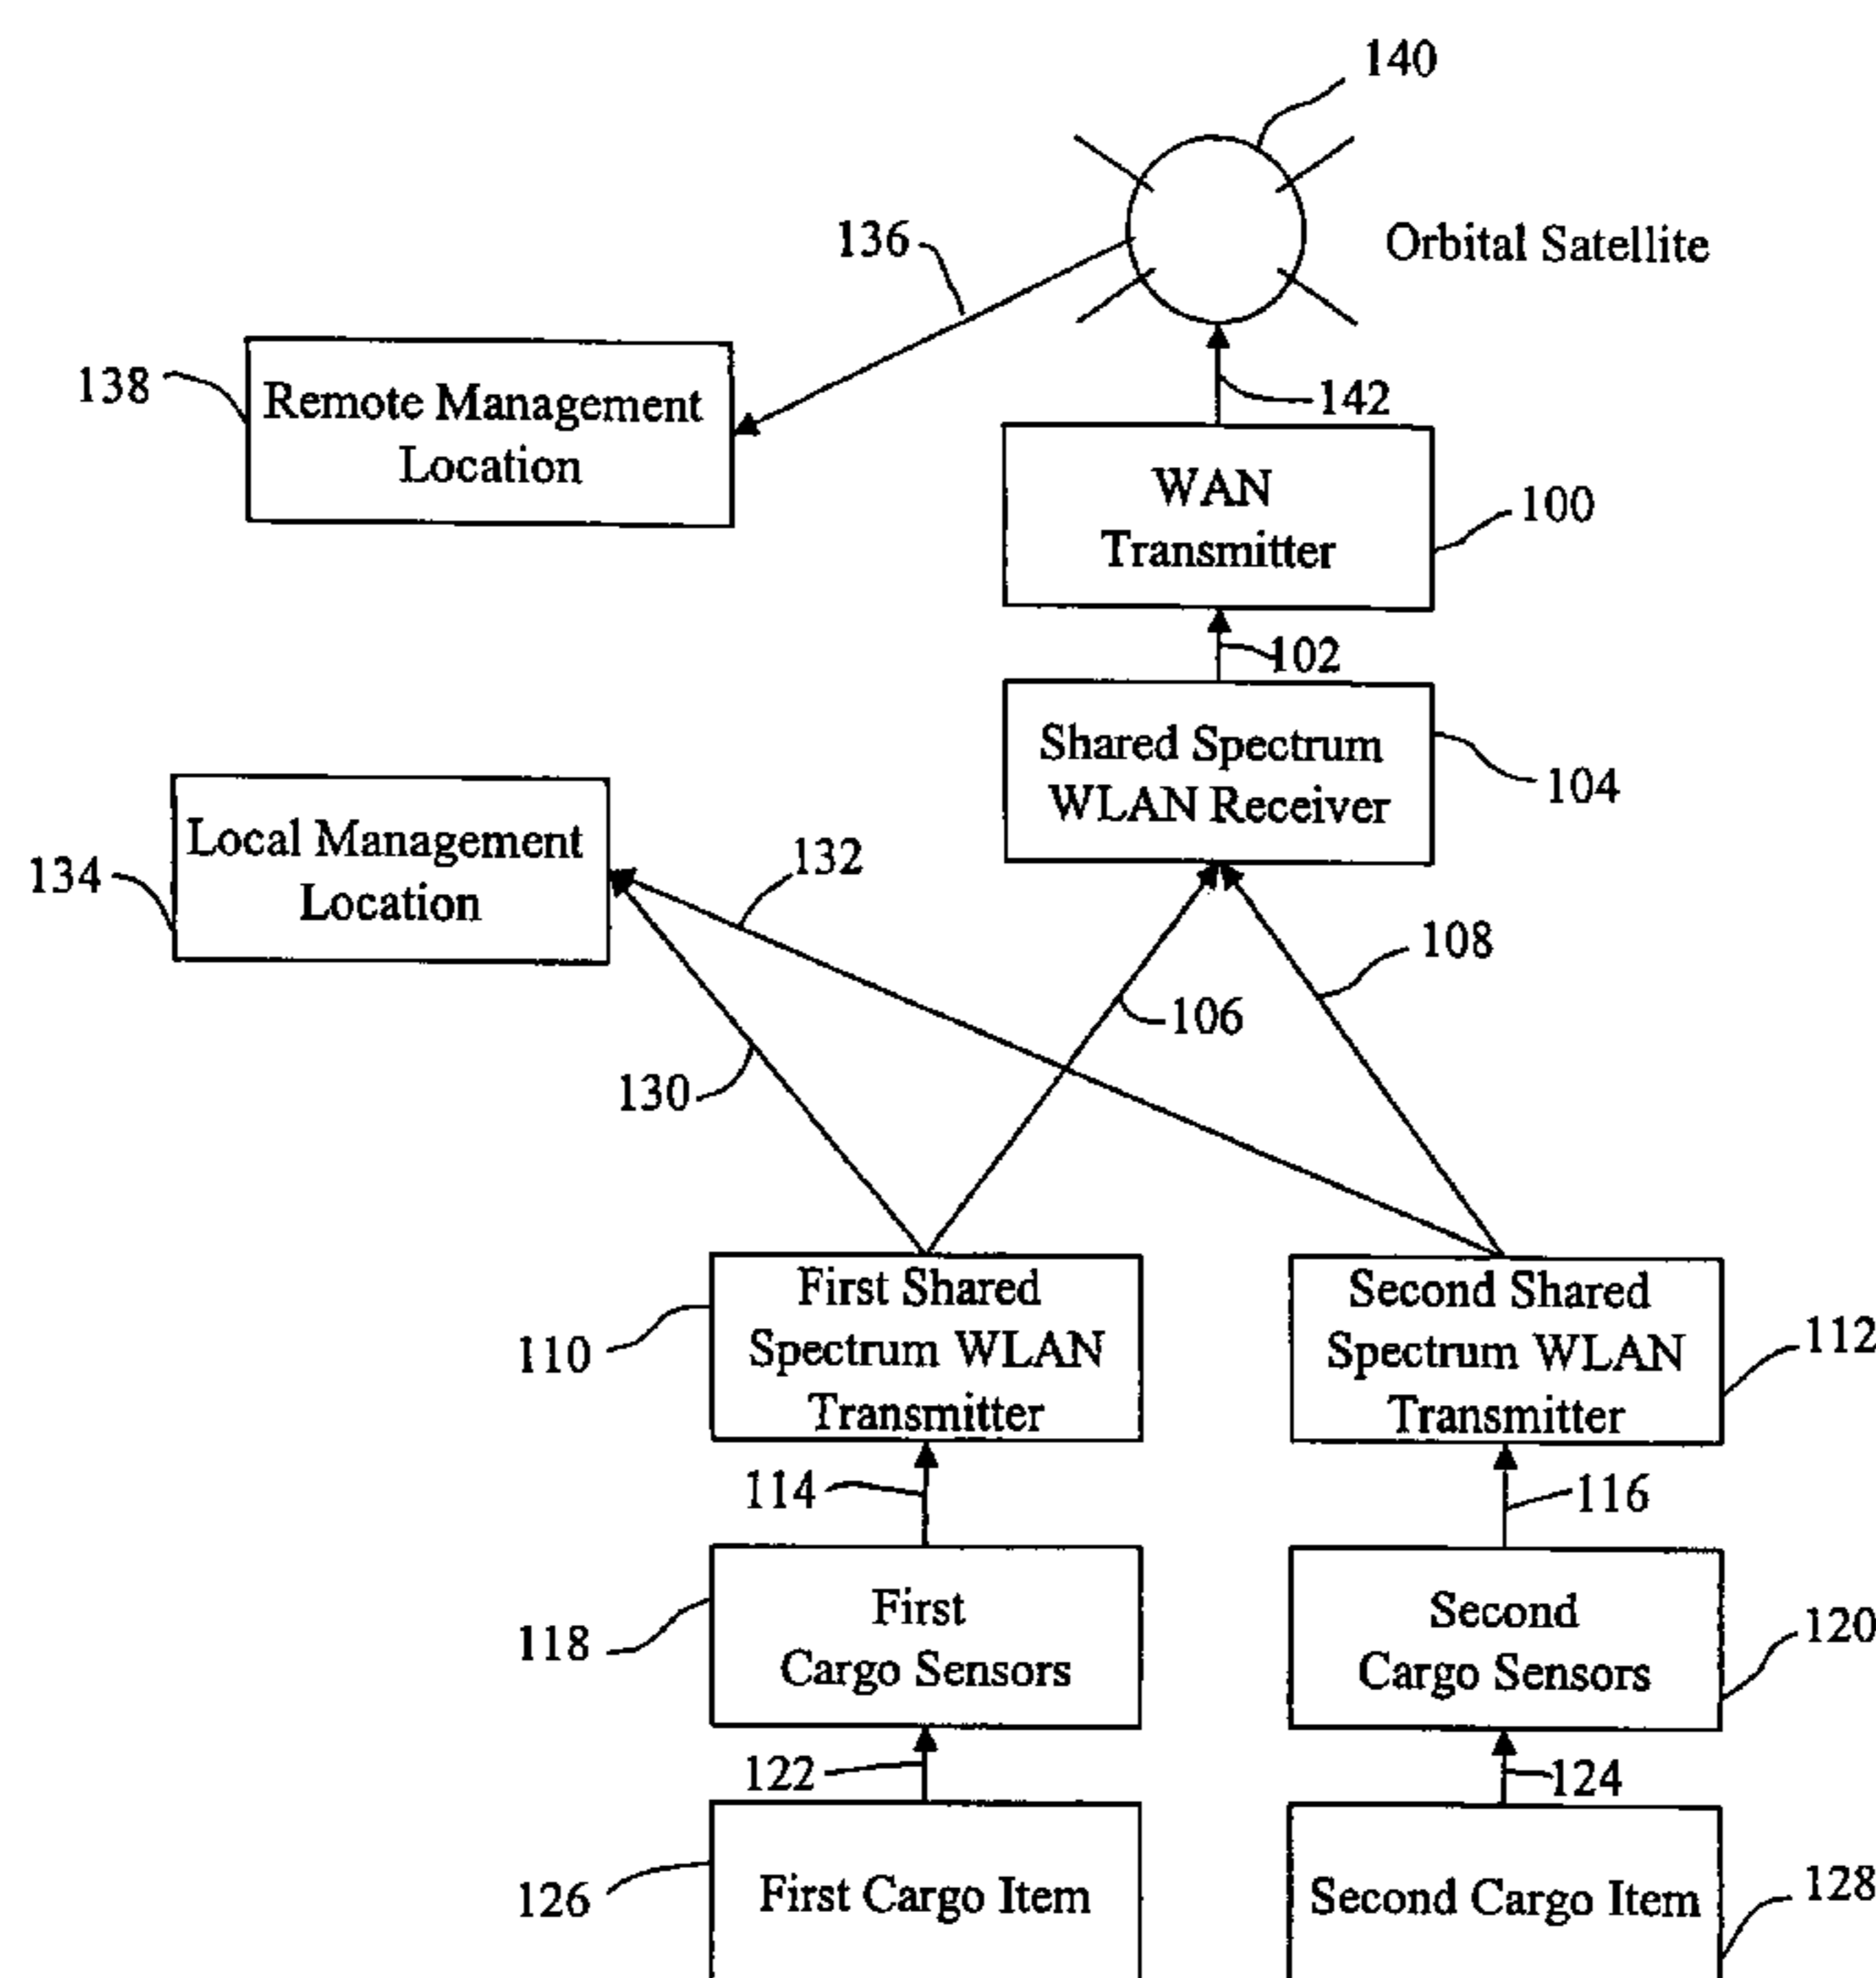 140
136
Orbital Satellite
138
Remote Management
Location
142
WAN
Transmitter
100
102
Shared Spectrum
WLAN Receiver
104
Local Management
Location
134
132
108
106
130
First Shared
Spectrum WLAN
Transmitter
110
Second Shared
Spectrum WLAN
Transmitter
112
114
116
First
Cargo Sensors
118
Second
Cargo Sensors
120
122
124
First Cargo Item
126
Second Cargo Item
128